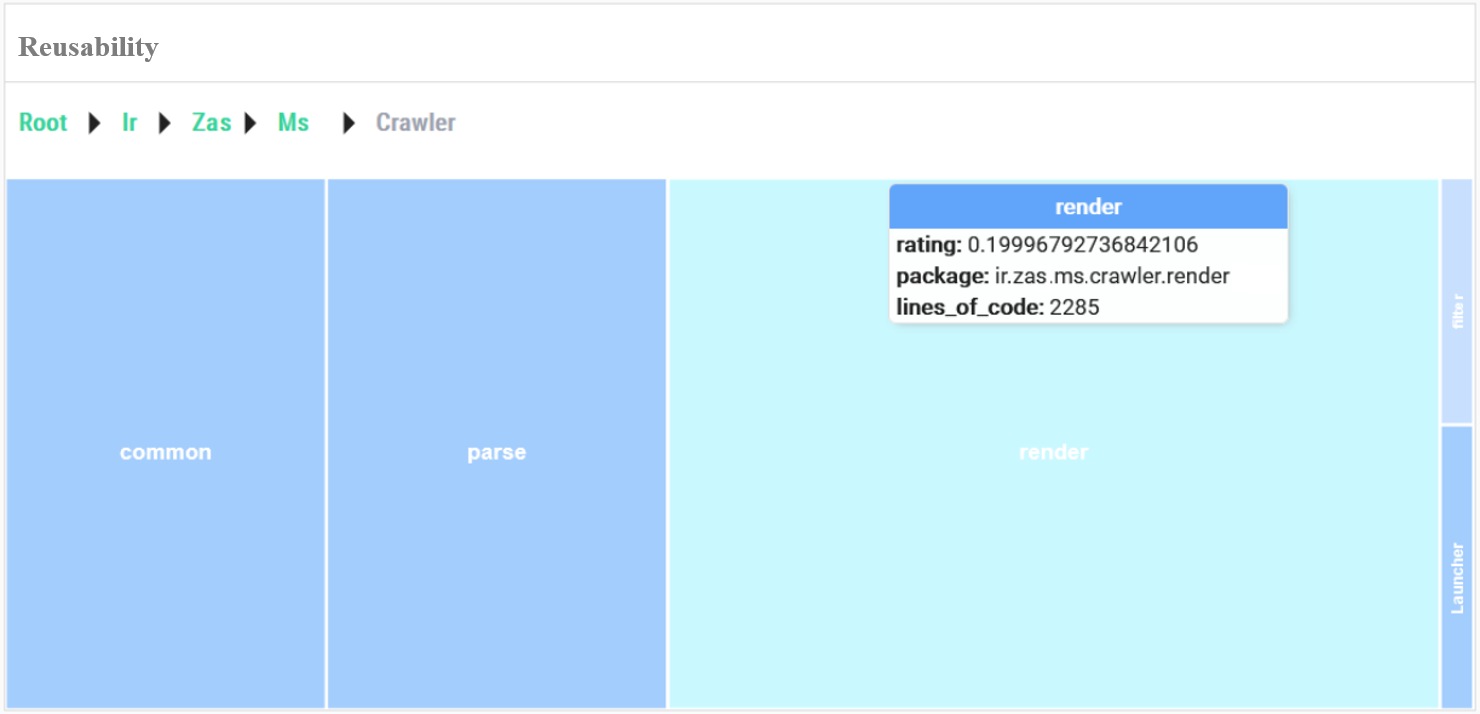 Reusability
Root Ir Zas Ms Crawler
common
parse
render
render
rating: 0.19996792736842106
package: ir.zas.ms.crawler.render
lines_of_code: 2285
filter
Launcher